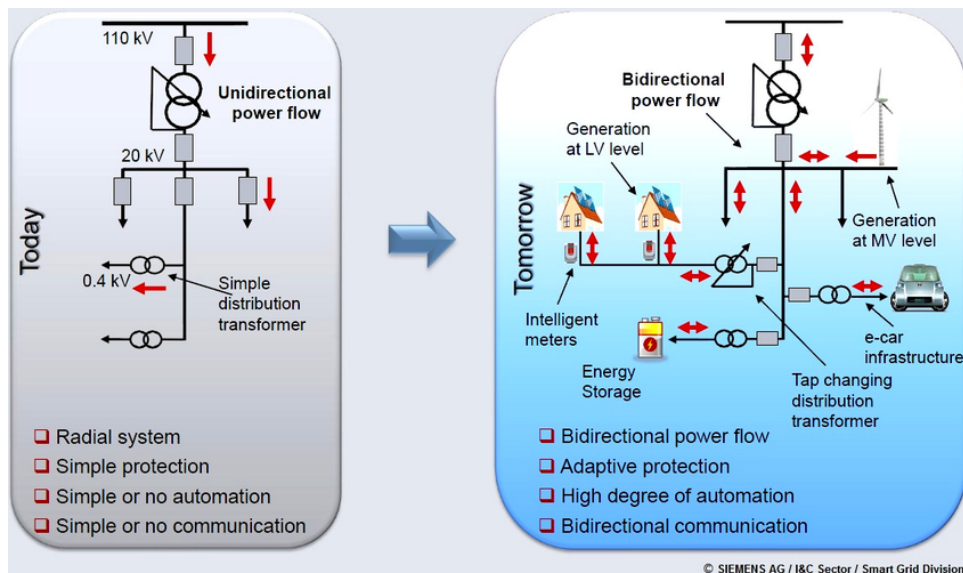 Today
110 kV
Unidirectional
power flow
20 kV
0.4 kV
Simple
distribution
transformer
❑ Radial system
❑ Simple protection
❑ Simple or no automation
❑ Simple or no communication
Tomorrow
Bidirectional
power flow
Generation
at LV level
Generation
at MV level
Intelligent
meters
e-car
infrastructure
Energy
Storage
Tap changing
distribution
transformer
❑ Bidirectional power flow
❑ Adaptive protection
❑ High degree of automation
❑ Bidirectional communication
© SIEMENS AG / I&C Sector / Smart Grid Division